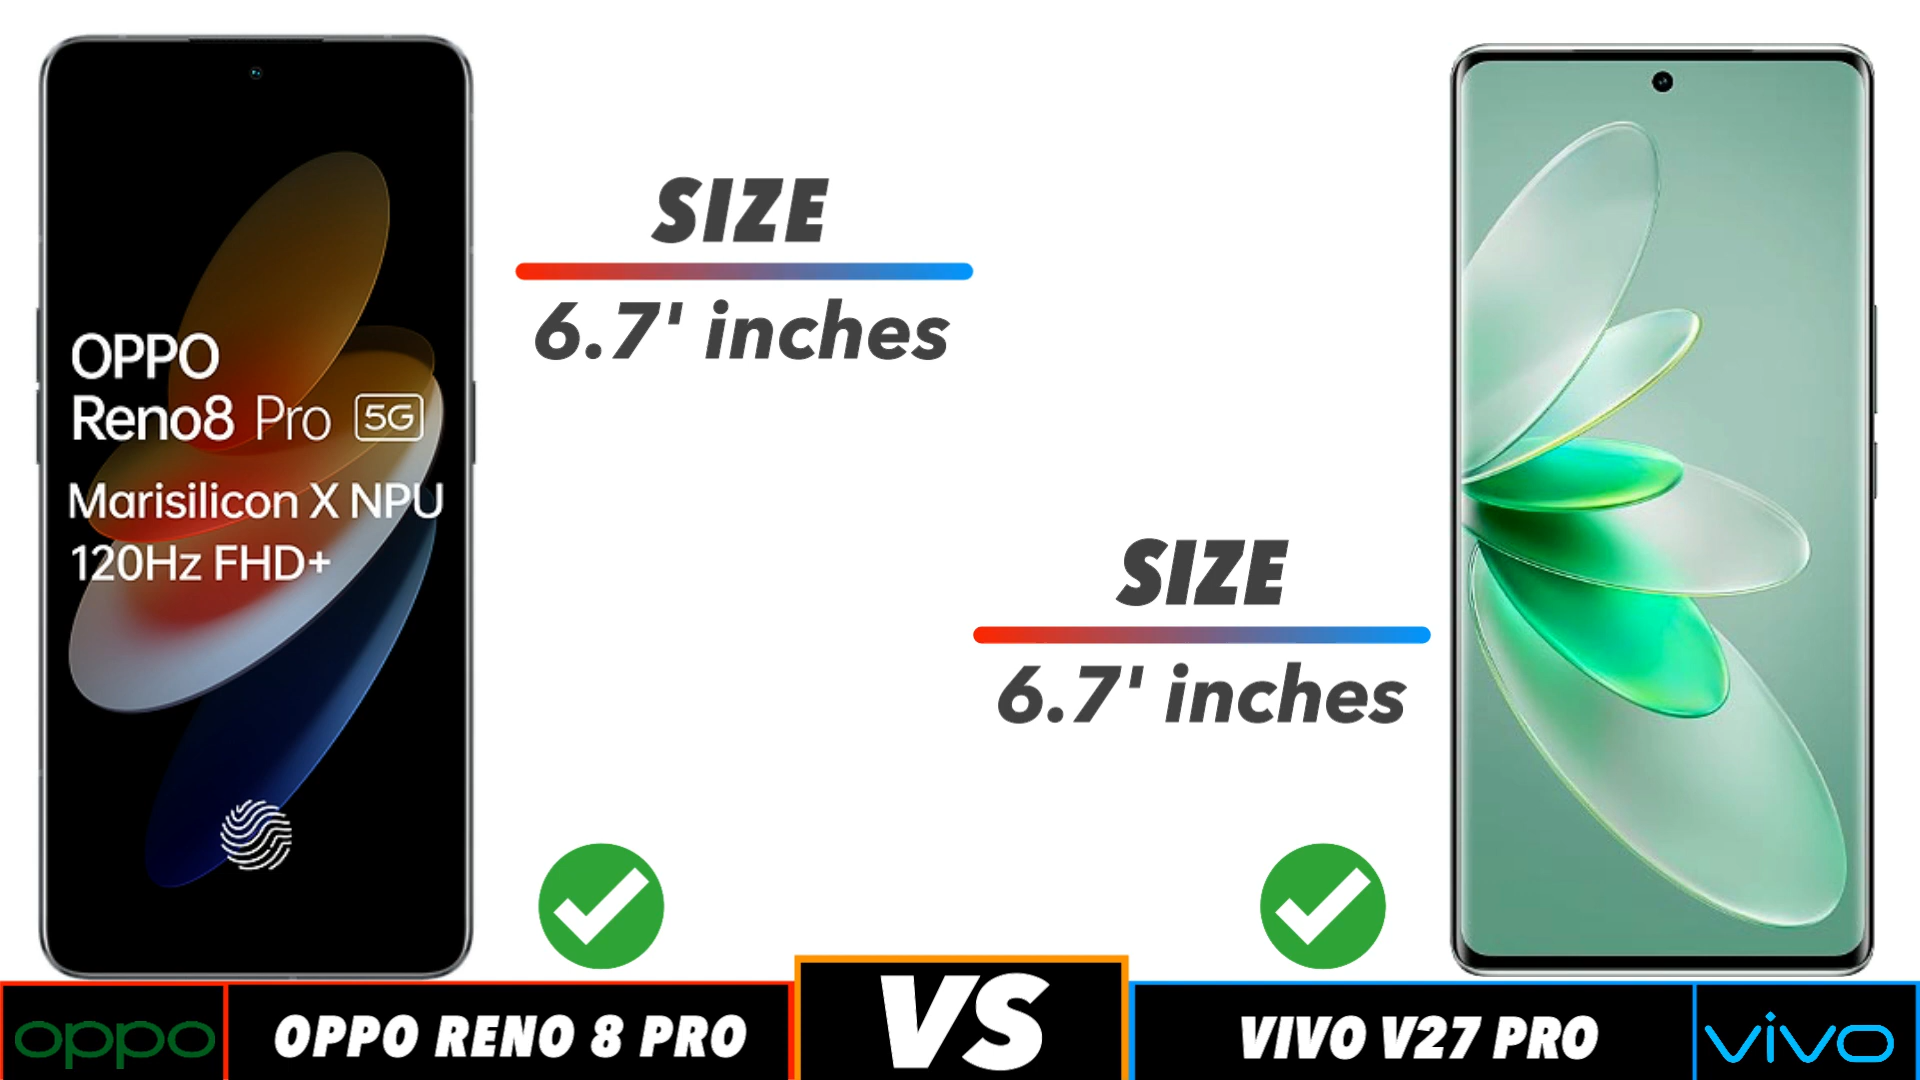 OPPO
Reno8 Pro 5G
Marisilicon X NPU
120Hz FHD+
SIZE
6.7' inches
SIZE
6.7' inches
oppo
OPPO RENO 8 PRO
VS
VIVO V27 PRO
vivo